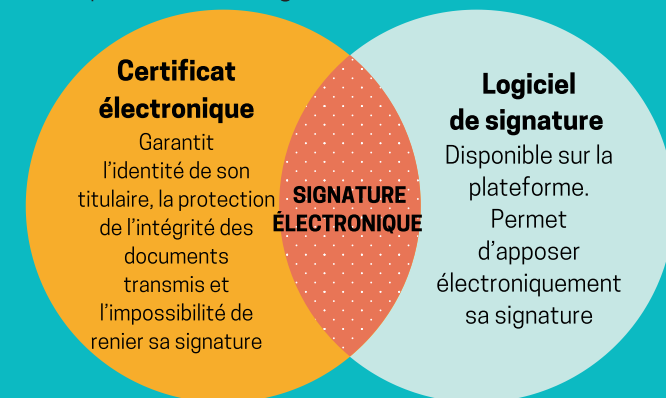 Certificat
électronique
Garantit
l'identité de son
titulaire, la protection
de l'intégrité des
documents
transmis et
l'impossibilité de
renier sa signature
SIGNATURE
ÉLECTRONIQUE
Logiciel
de signature
Disponible sur la
plateforme.
Permet
d'apposer
électroniquement
sa signature